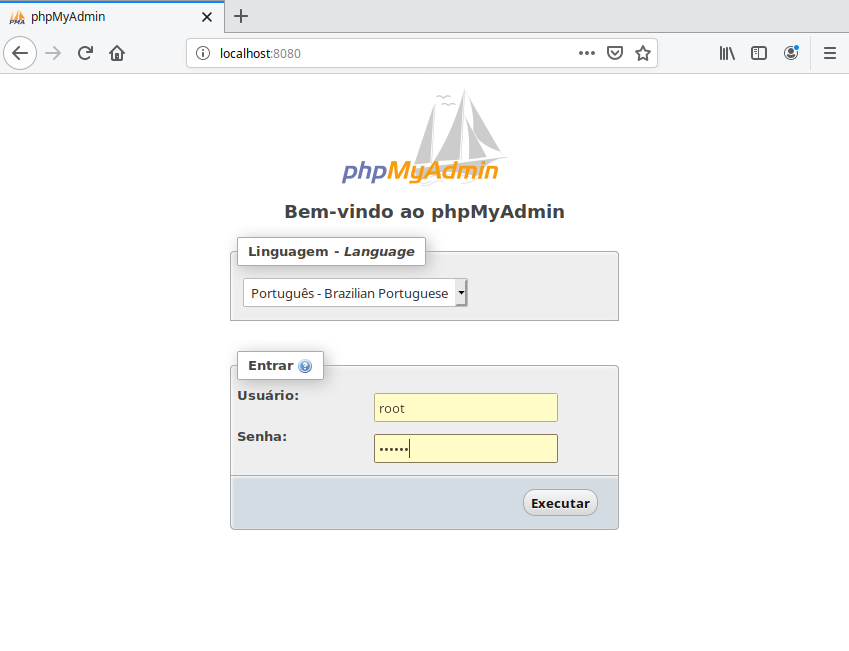 phpMyAdmin
localhost:8080
phpMyAdmin
Bem-vindo ao phpMyAdmin
Linguagem - Language
Português - Brazilian Portuguese
Entrar
Usuário:
root
Senha:
••••••
Executar